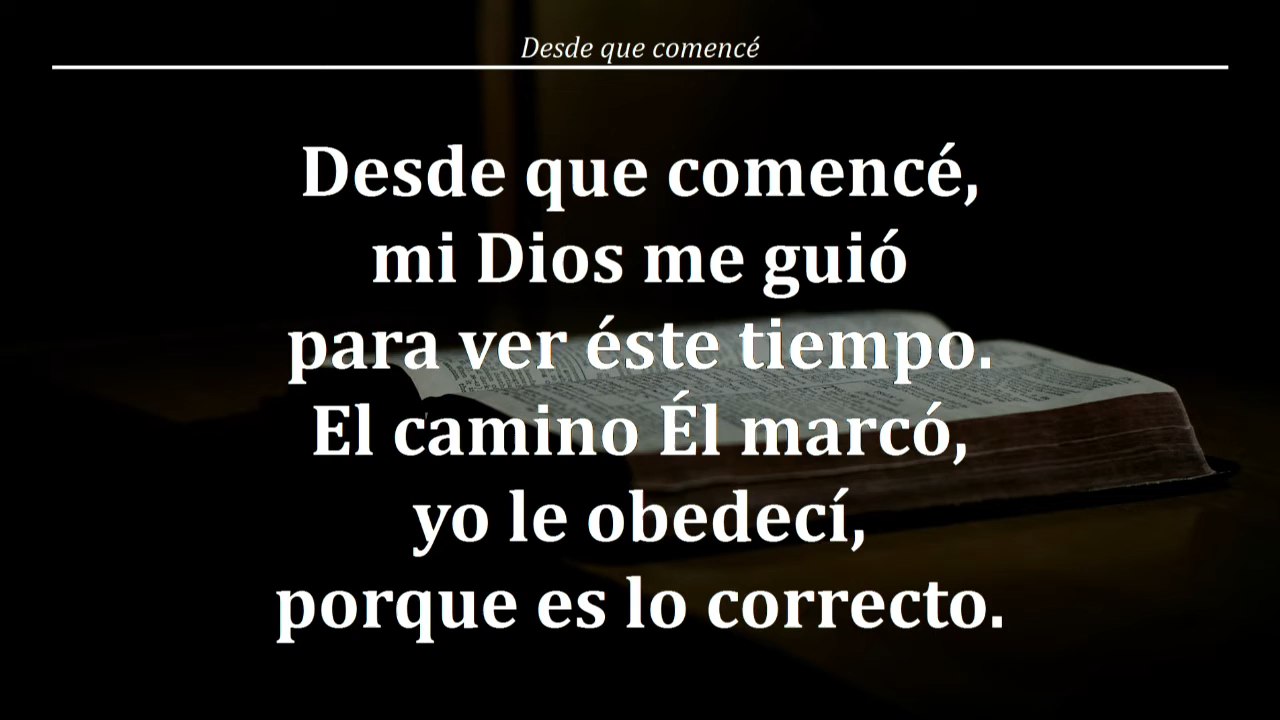 Desde que comencé
Desde que comencé,
mi Dios me guió
para ver éste tiempo.
El camino Él marcó,
yo le obedecí,
porque es lo correcto.